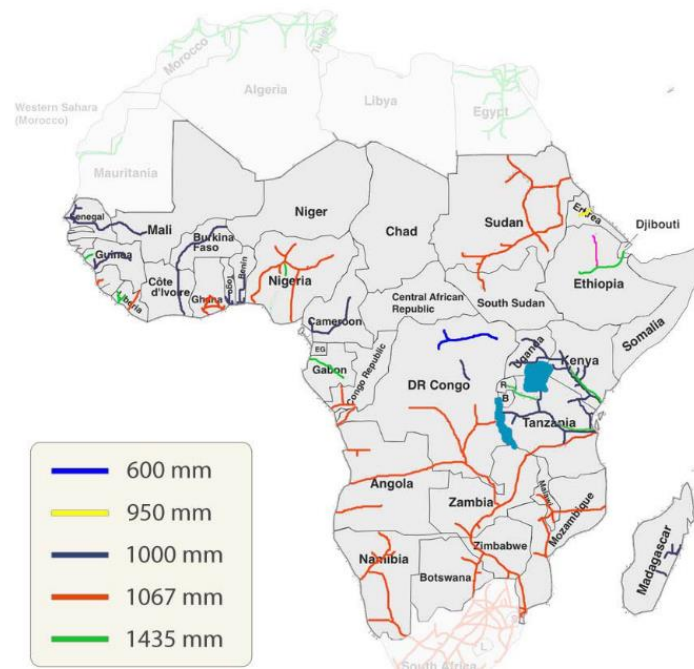 Morocco
Tunisia
Algeria
Libya
Egypt
Western Sahara
(Morocco)
Mauritania
Senegal
Mali
Niger
Chad
Sudan
Eritrea
Djibouti
Guinea
Burkina
Faso
Benin
Togo
Côte
d'Ivoire
Ghana
Liberia
Nigeria
Ethiopia
Central African
Republic
South Sudan
Somalia
Cameroon
EG
Gabon
Congo Republic
DR Congo
Uganda
Kenya
R
B
Tanzania
Angola
Zambia
Malawi
Mozambique
Zimbabwe
Namibia
Botswana
Madagascar
L
South Africa
600 mm
950 mm
1000 mm
1067 mm
1435 mm